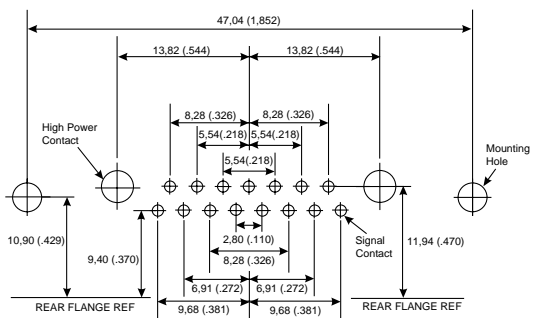 47,04 (1,852)
13,82 (.544) 13,82 (.544)
8,28 (.326) 8,28 (.326)
High Power
Contact
5,54(.218) 5,54(.218)
Mounting
Hole
5,54(.218)
10,90 (.429)
2,80 (.110)
Signal
Contact
11,94 (.470)
9,40 (.370)
8,28 (.326)
6,91 (.272) 6,91 (.272)
REAR FLANGE REF REAR FLANGE REF
9,68 (.381) 9,68 (.381)